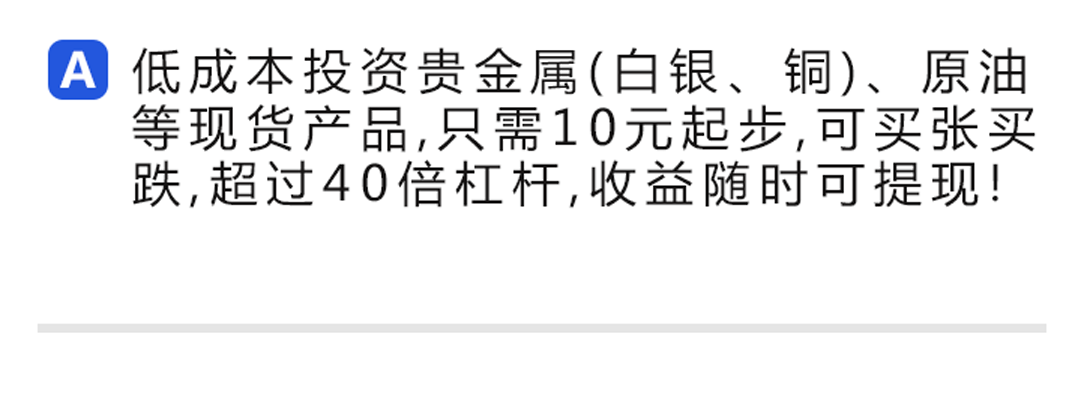 A 低成本投资贵金属(白银、铜)、原油
等现货产品,只需10元起步,可买张买
跌,超过40倍杠杆,收益随时可提现!